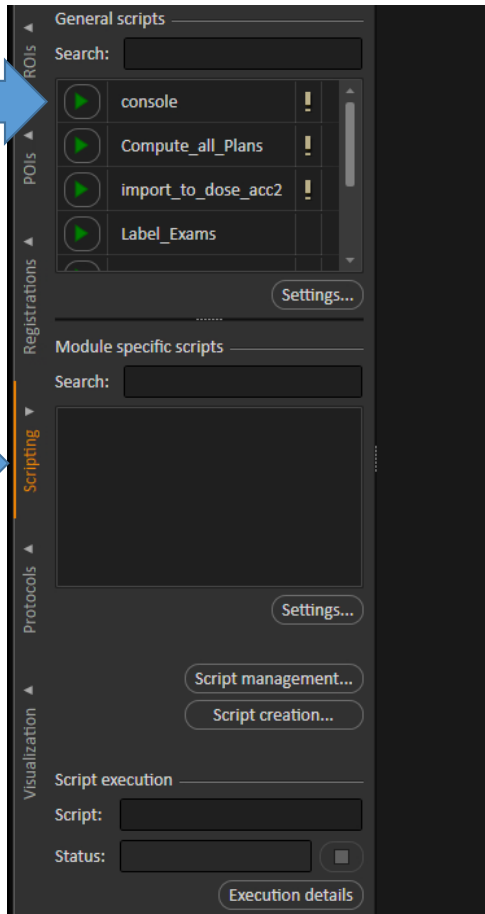 ROIs
POIs
Registrations
Scripting
Protocols
Visualization
General scripts
Search:
console
Compute_all_Plans
import_to_dose_acc2
Label_Exams
Settings...
Module specific scripts
Search:
Settings...
Script management...
Script creation...
Script execution
Script:
Status:
Execution details